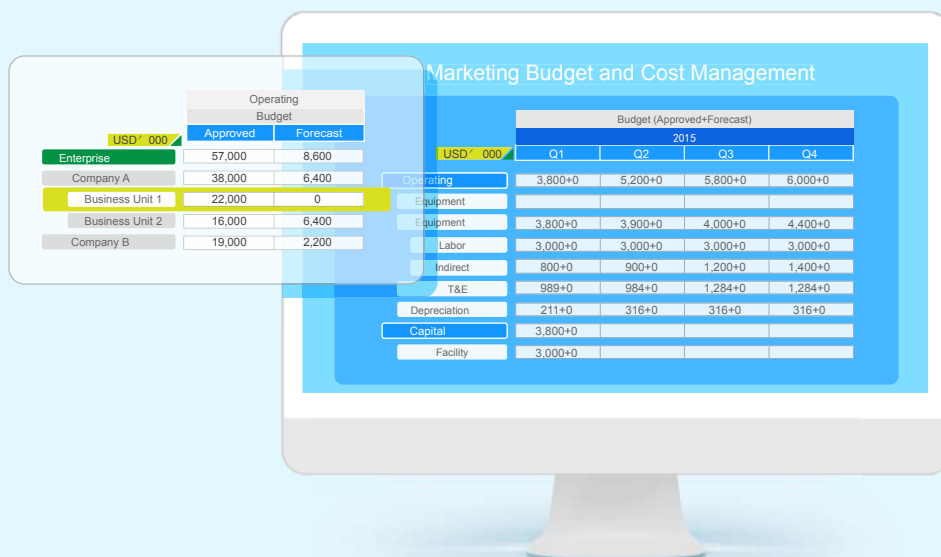 Marketing Budget and Cost Management
Operating
Budget
USD' 000 Approved Forecast
Enterprise 57,000 8,600
Company A 38,000 6,400
Business Unit 1 22,000 0
Business Unit 2 16,000 6,400
Company B 19,000 2,200
Budget (Approved+Forecast)
2015
USD' 000 Q1 Q2 Q3 Q4
Operating 3,800+0 5,200+0 5,800+0 6,000+0
Equipment
Equipment 3,800+0 3,900+0 4,000+0 4,400+0
Labor 3,000+0 3,000+0 3,000+0 3,000+0
Indirect 800+0 900+0 1,200+0 1,400+0
T&E 989+0 984+0 1,284+0 1,284+0
Depreciation 211+0 316+0 316+0 316+0
Capital 3,800+0
Facility 3,000+0